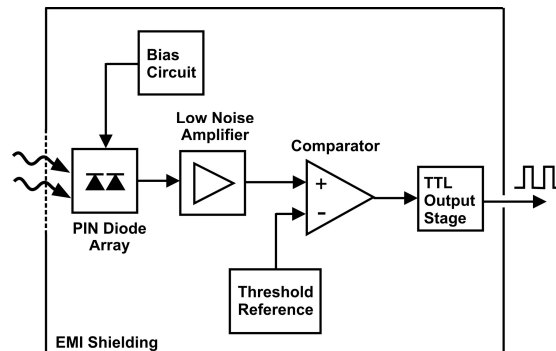 Bias
Circuit
Low Noise
Amplifier
Comparator
+
-
TTL
Output
Stage
PIN Diode
Array
Threshold
Reference
EMI Shielding